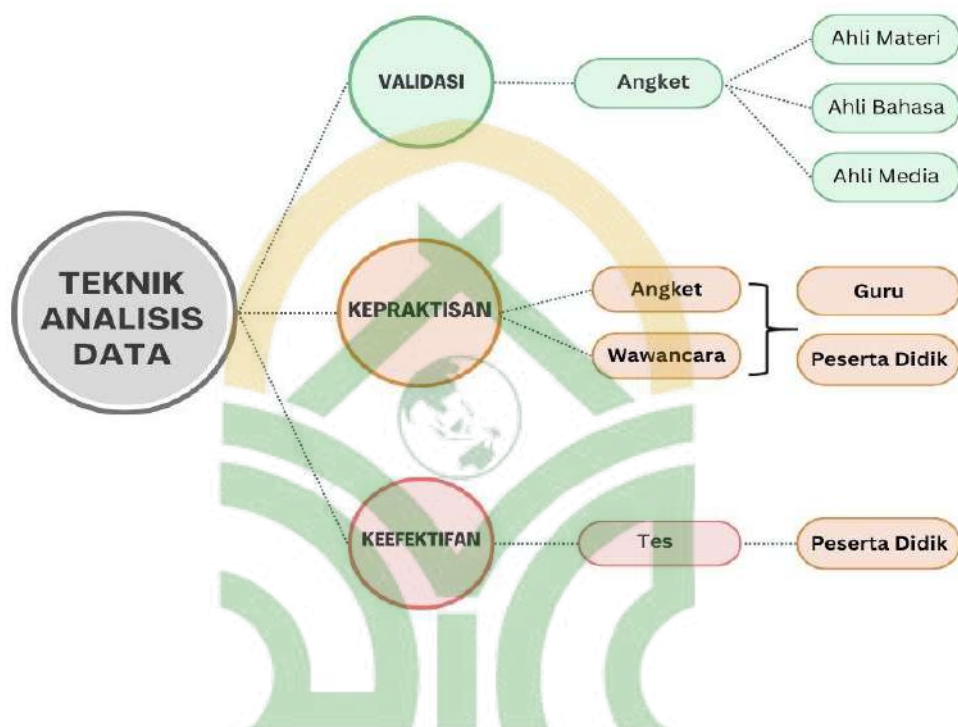 TEKNIK
ANALISIS
DATA
VALIDASI
Angket
Ahli Materi
Ahli Bahasa
Ahli Media
KEPRAKTISAN
Angket
Wawancara
Guru
Peserta Didik
KEEFEKTIFAN
Tes
Peserta Didik